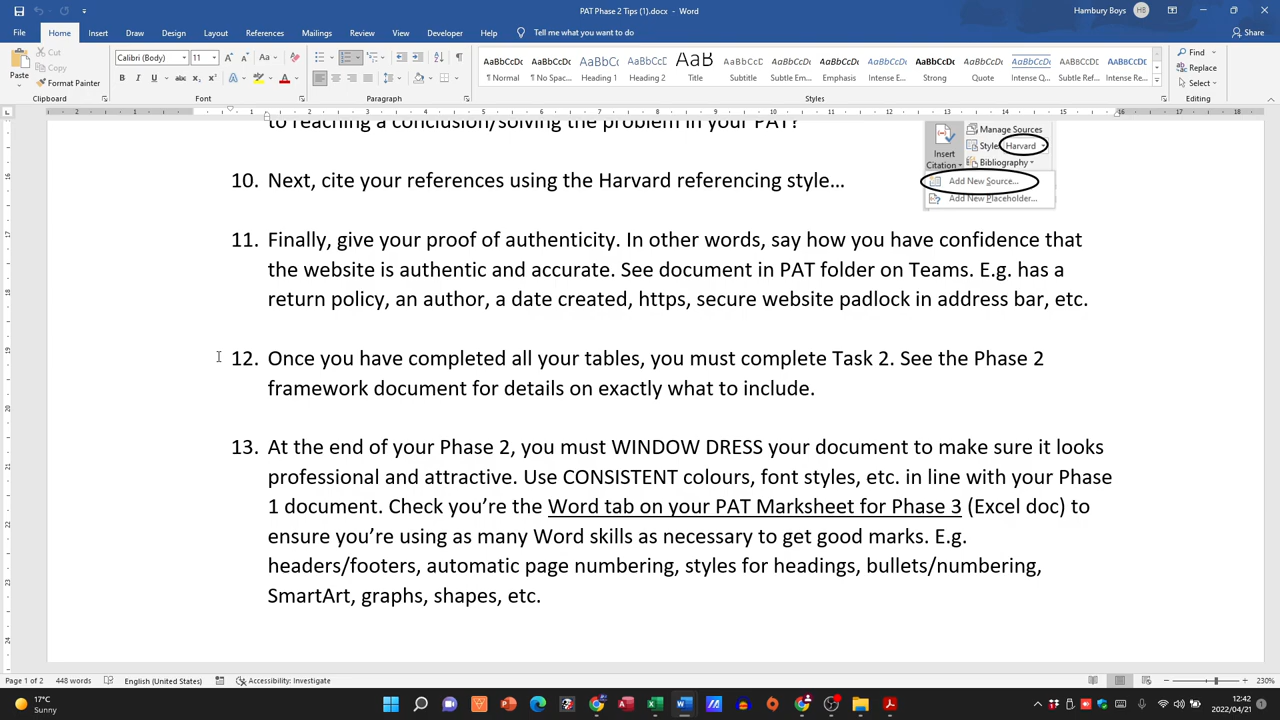 PAT Phase 2 Tips (1).docx - Word
Hambury Boys
File Home Insert Draw Design Layout References Mailings Review View Developer Help Tell me what you want to do
Share
Cut
Copy
Format Painter
Paste
Clipboard
Calibri (Body) 11
Font
Paragraph
¶ Normal
¶ No Spac...
Heading 1
Heading 2
Title
Subtitle
Subtle Em...
Emphasis
Intense E...
Strong
Quote
Intense Q...
Subtle Ref...
Intense Re...
Styles
Find
Replace
Select
Editing
to reaching a conclusion/solving the problem in your PAT?
Manage Sources
Style: Harvard
Bibliography
Insert
Citation
Add New Source...
Add New Placeholder...
10. Next, cite your references using the Harvard referencing style…
11. Finally, give your proof of authenticity. In other words, say how you have confidence that
the website is authentic and accurate. See document in PAT folder on Teams. E.g. has a
return policy, an author, a date created, https, secure website padlock in address bar, etc.
12. Once you have completed all your tables, you must complete Task 2. See the Phase 2
framework document for details on exactly what to include.
13. At the end of your Phase 2, you must WINDOW DRESS your document to make sure it looks
professional and attractive. Use CONSISTENT colours, font styles, etc. in line with your Phase
1 document. Check you’re the Word tab on your PAT Marksheet for Phase 3 (Excel doc) to
ensure you’re using as many Word skills as necessary to get good marks. E.g.
headers/footers, automatic page numbering, styles for headings, bullets/numbering,
SmartArt, graphs, shapes, etc.
Page 1 of 2 448 words English (United States) Accessibility: Investigate
230%
17°C
Sunny
12:42
2022/04/21